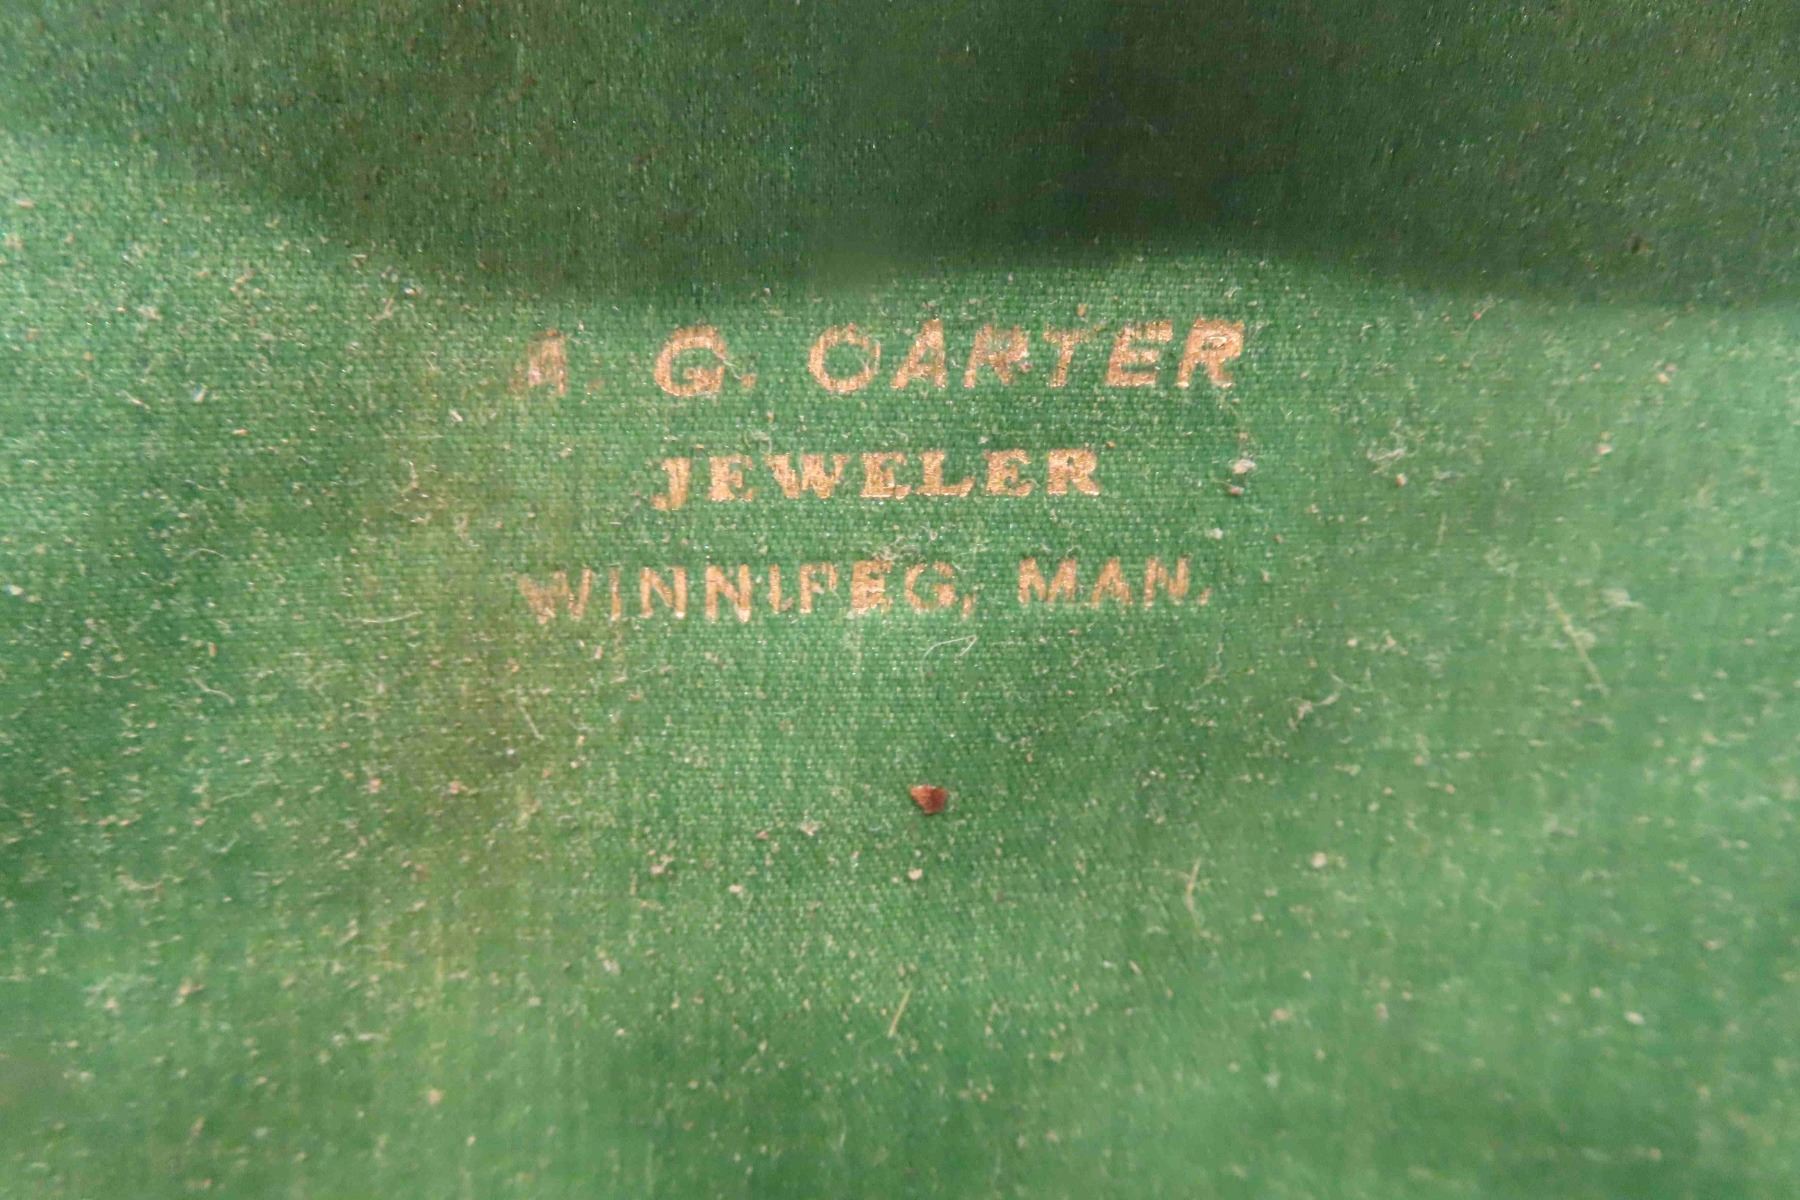 A. G. CARTER
JEWELER
WINNIPEG, MAN.